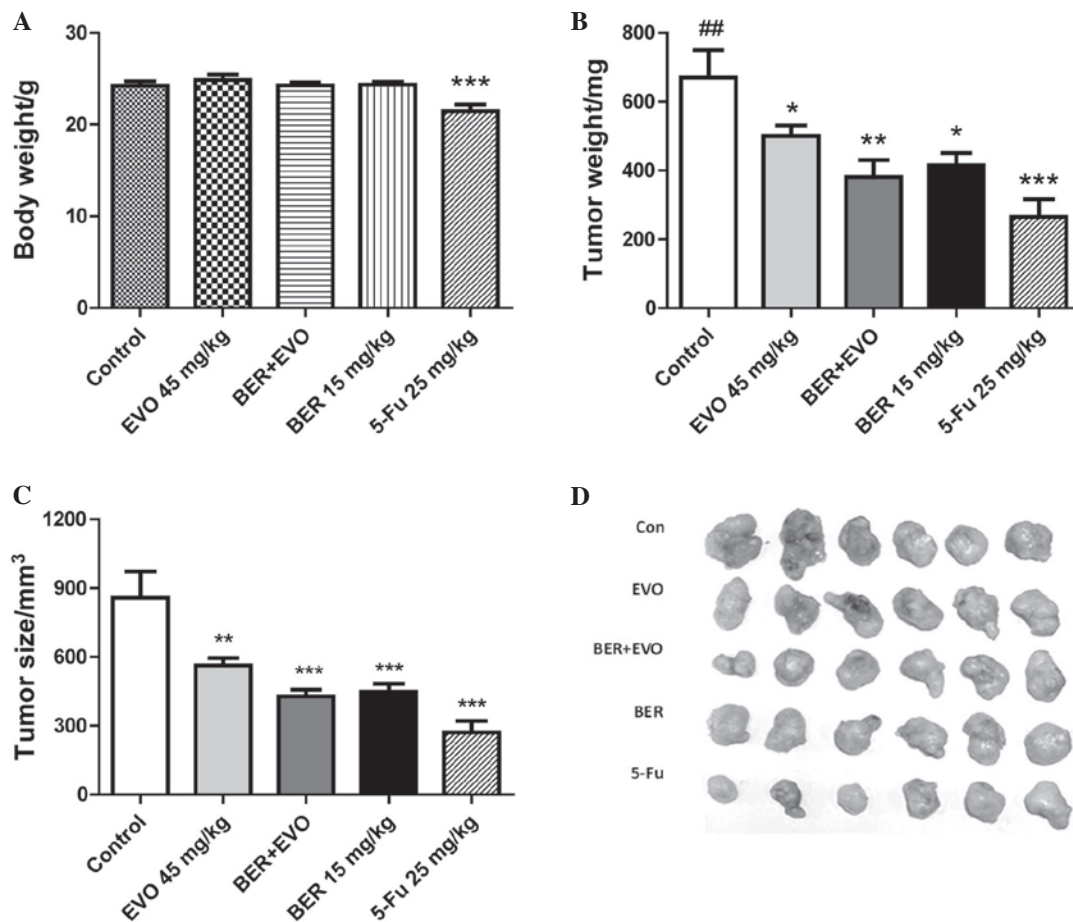 A
Body weight/g
30
20
10
0
***
Control
EVO 45 mg/kg
BER+EVO
BER 15 mg/kg
5-Fu 25 mg/kg
B
Tumor weight/mg
800
600
400
200
0
##
*
**
*
***
Control
EVO 45 mg/kg
BER+EVO
BER 15 mg/kg
5-Fu 25 mg/kg
C
Tumor size/mm³
1200
900
600
300
0
**
***
***
***
Control
EVO 45 mg/kg
BER+EVO
BER 15 mg/kg
5-Fu 25 mg/kg
D
Con
EVO
BER+EVO
BER
5-Fu